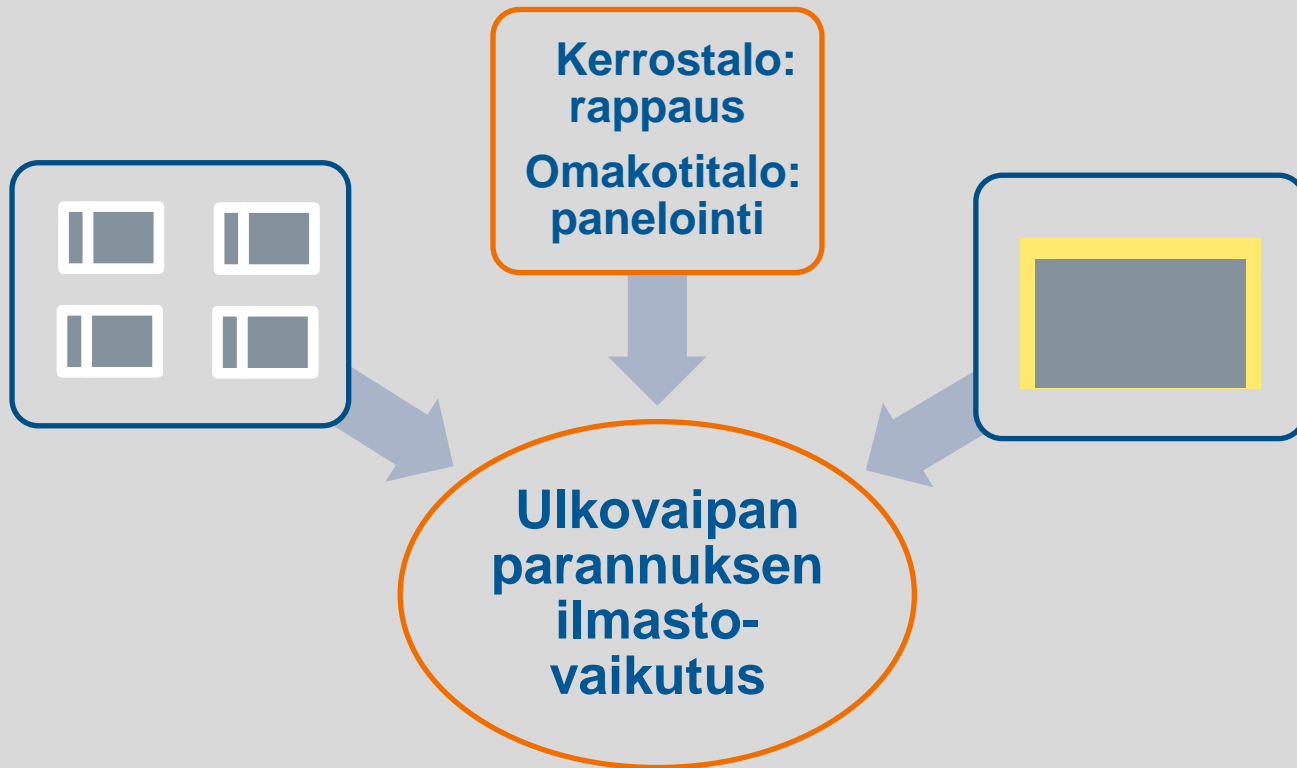 Kerrostalo:
rappaus
Omakotitalo:
panelointi
Ulkovaipan
parannuksen
ilmasto-
vaikutus